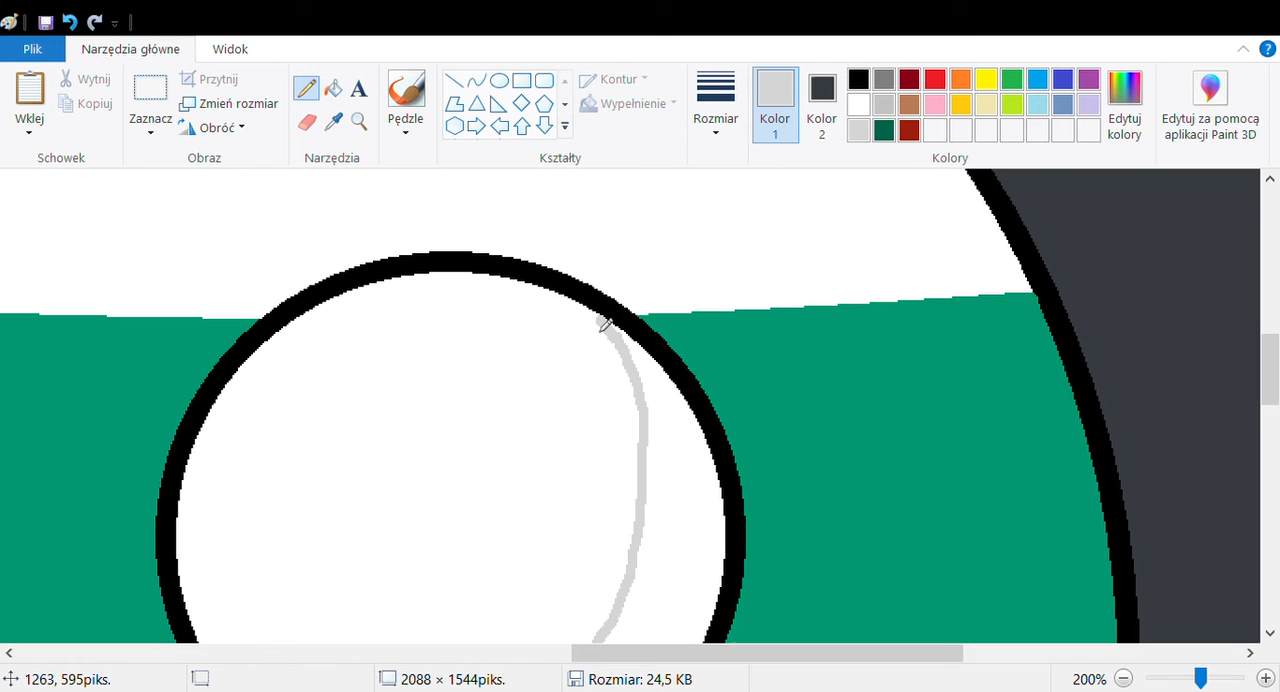 Plik Narzędzia główne Widok
Wklej
Wytnij
Kopiuj
Schowek
Zaznacz
Przytnij
Zmień rozmiar
Obróć
Obraz
A
Narzędzia
Pędzle
Kontur
Wypełnienie
Kształty
Rozmiar
Kolor 1
Kolor 2
Edytuj kolory
Kolory
Edytuj za pomocą aplikacji Paint 3D
1263, 595piks. 2088 × 1544piks. Rozmiar: 24,5 KB 200%